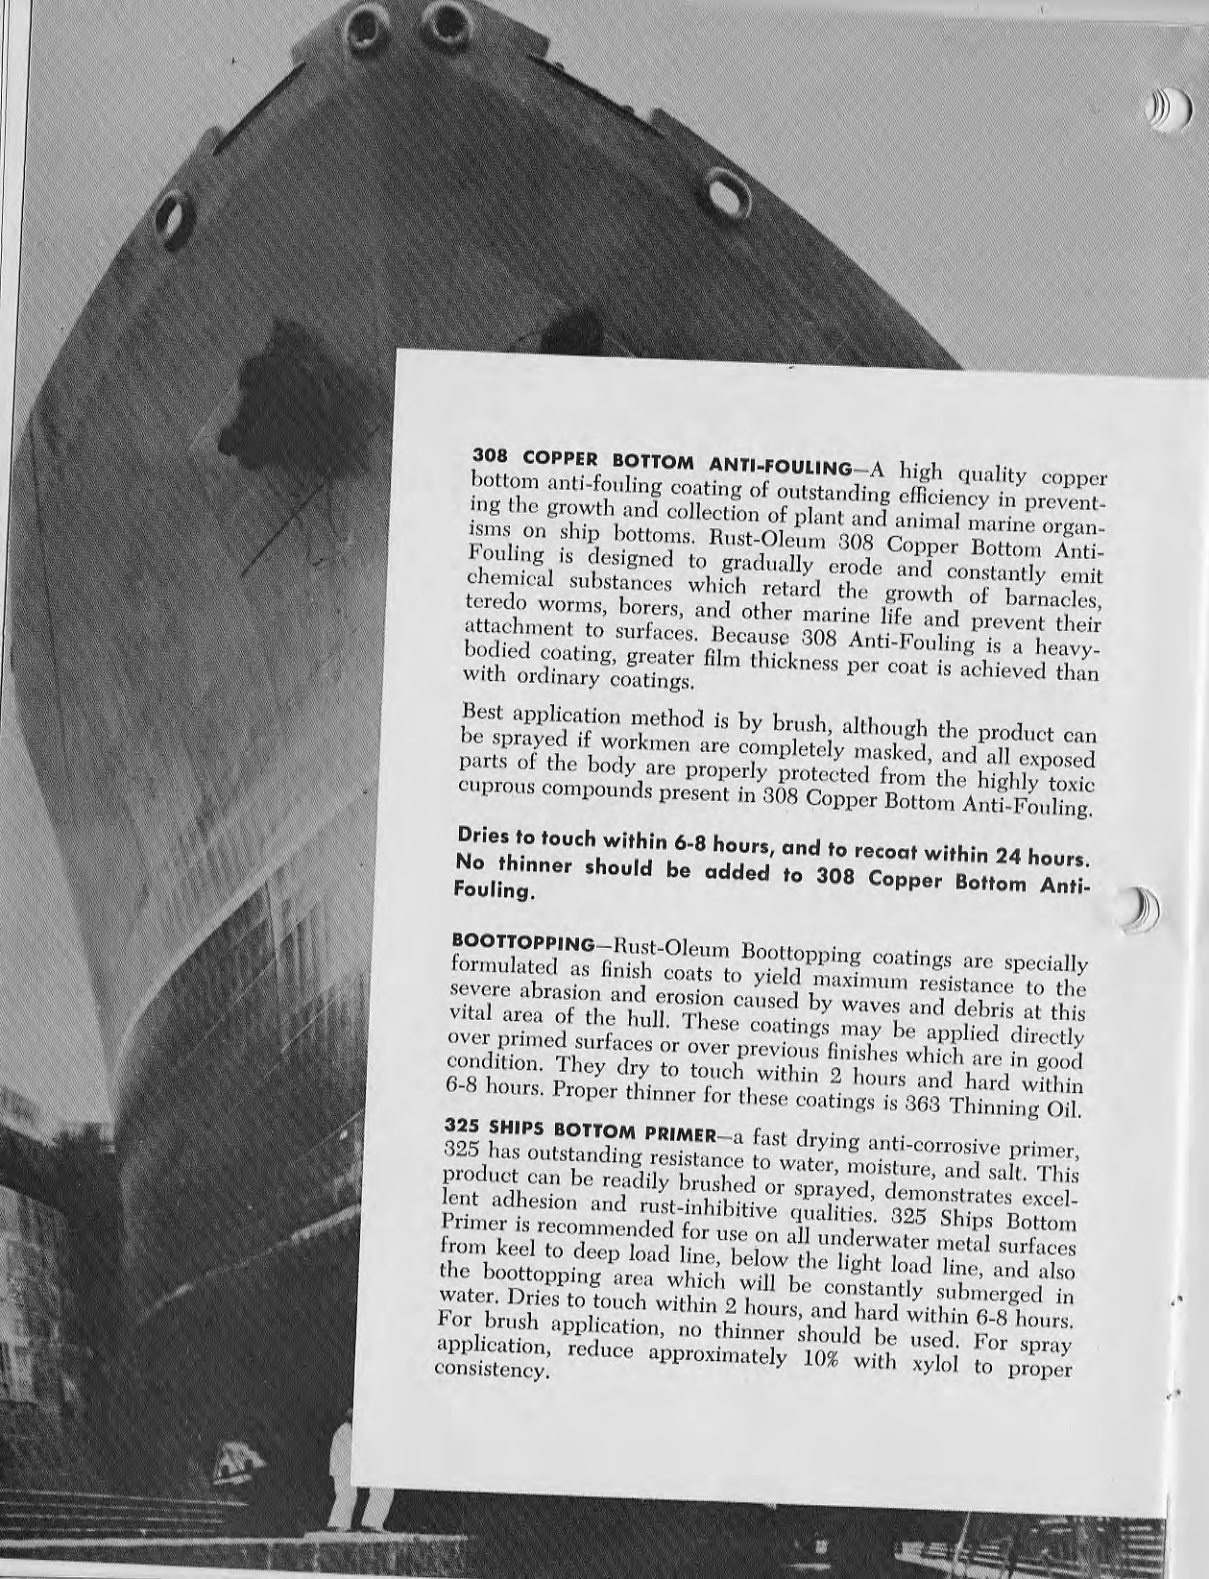 308 COPPER BOTTOM ANTI-FOULING—A high quality copper
bottom anti-fouling coating of outstanding efficiency in prevent-
ing the growth and collection of plant and animal marine organ-
isms on ship bottoms. Rust-Oleum 308 Copper Bottom Anti-
Fouling is designed to gradually erode and constantly emit
chemical substances which retard the growth of barnacles,
teredo worms, borers, and other marine life and prevent their
attachment to surfaces. Because 308 Anti-Fouling is a heavy-
bodied coating, greater film thickness per coat is achieved than
with ordinary coatings.
Best application method is by brush, although the product can
be sprayed if workmen are completely masked, and all exposed
parts of the body are properly protected from the highly toxic
cuprous compounds present in 308 Copper Bottom Anti-Fouling.
Dries to touch within 6-8 hours, and to recoat within 24 hours.
No thinner should be added to 308 Copper Bottom Anti-
Fouling.
BOOTTOPPING—Rust-Oleum Boottopping coatings are specially
formulated as finish coats to yield maximum resistance to the
severe abrasion and erosion caused by waves and debris at this
vital area of the hull. These coatings may be applied directly
over primed surfaces or over previous finishes which are in good
condition. They dry to touch within 2 hours and hard within
6-8 hours. Proper thinner for these coatings is 363 Thinning Oil.
325 SHIPS BOTTOM PRIMER—a fast drying anti-corrosive primer,
325 has outstanding resistance to water, moisture, and salt. This
product can be readily brushed or sprayed, demonstrates excel-
lent adhesion and rust-inhibitive qualities. 325 Ships Bottom
Primer is recommended for use on all underwater metal surfaces
from keel to deep load line, below the light load line, and also
the boottopping area which will be constantly submerged in
water. Dries to touch within 2 hours, and hard within 6-8 hours.
For brush application, no thinner should be used. For spray
application, reduce approximately 10% with xylol to proper
consistency.